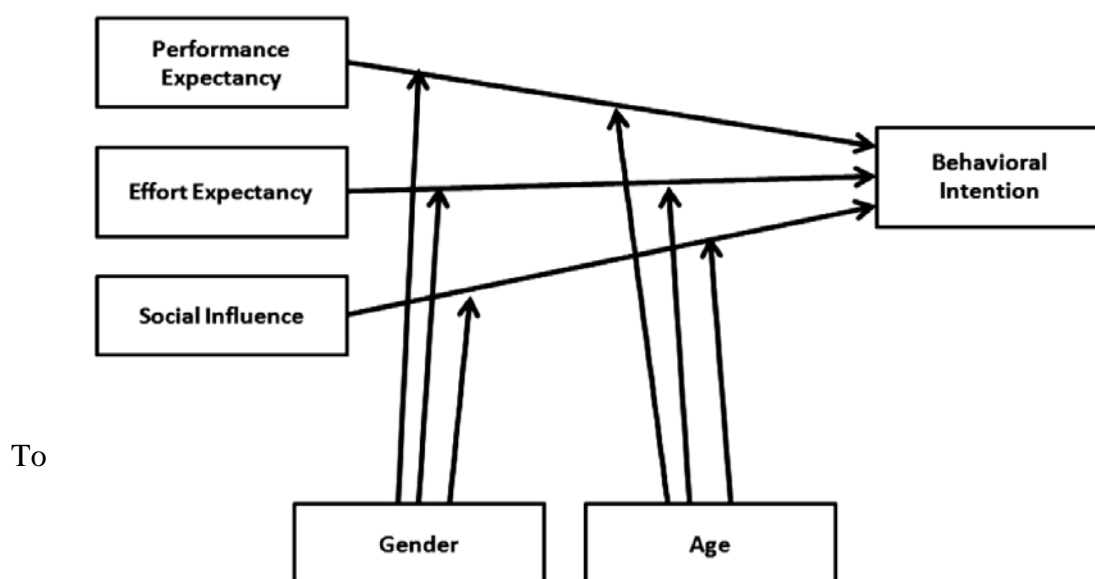 Performance
Expectancy
Effort Expectancy
Behavioral
Intention
Social Influence
To
Gender
Age